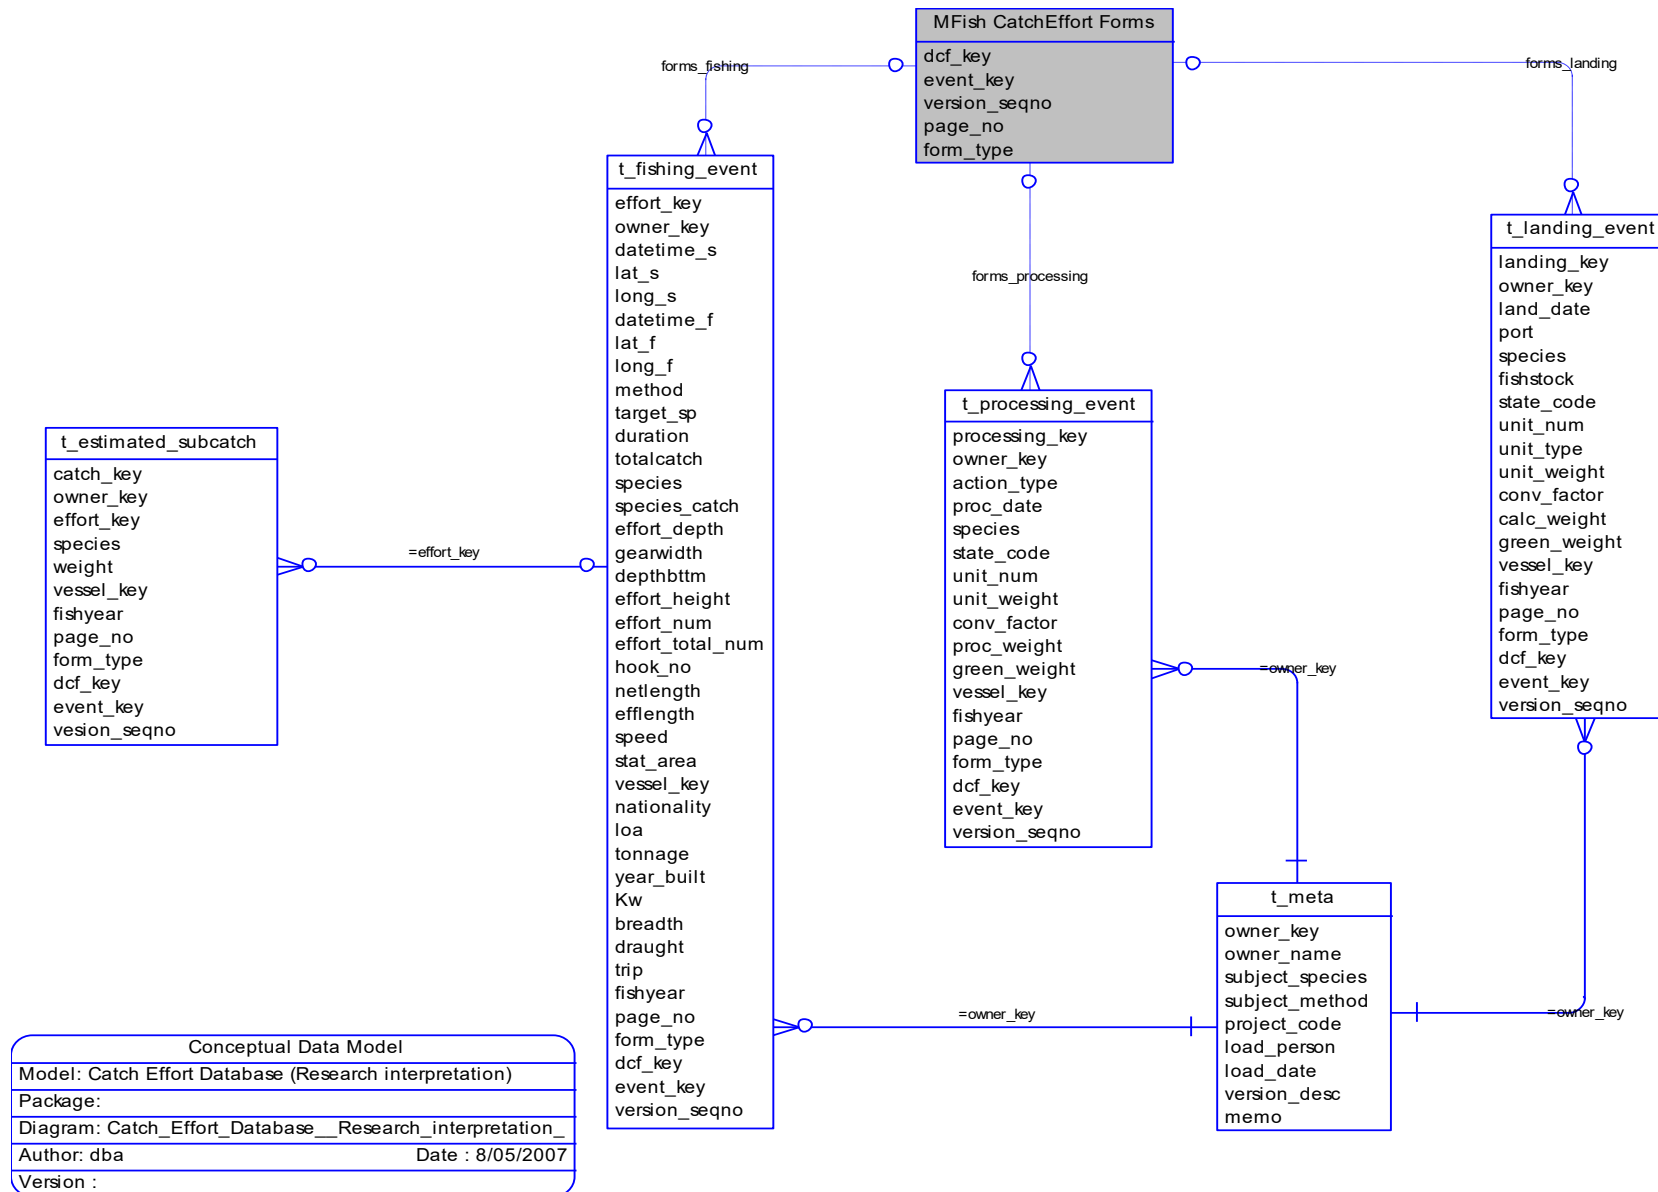 MFish CatchEffort Forms
dcf_key
event_key
version_seqno
page_no
form_type
forms_fishing
forms_landing
forms_processing
t_fishing_event
effort_key
owner_key
datetime_s
lat_s
long_s
datetime_f
lat_f
long_f
method
target_sp
duration
totalcatch
species
species_catch
effort_depth
gearwidth
depthbttm
effort_height
effort_num
effort_total_num
hook_no
netlength
efflength
speed
stat_area
vessel_key
nationality
loa
tonnage
year_built
Kw
breadth
draught
trip
fishyear
page_no
form_type
dcf_key
event_key
version_seqno
t_landing_event
landing_key
owner_key
land_date
port
species
fishstock
state_code
unit_num
unit_type
unit_weight
conv_factor
calc_weight
green_weight
vessel_key
fishyear
page_no
form_type
dcf_key
event_key
version_seqno
t_processing_event
processing_key
owner_key
action_type
proc_date
species
state_code
unit_num
unit_weight
conv_factor
proc_weight
green_weight
vessel_key
fishyear
page_no
form_type
dcf_key
event_key
version_seqno
t_estimated_subcatch
catch_key
owner_key
effort_key
species
weight
vessel_key
fishyear
page_no
form_type
dcf_key
event_key
vesion_seqno
=effort_key
=owner_key
=owner_key
=owner_key
t_meta
owner_key
owner_name
subject_species
subject_method
project_code
load_person
load_date
version_desc
memo
Conceptual Data Model
Model: Catch Effort Database (Research interpretation)
Package:
Diagram: Catch_Effort_Database__Research_interpretation_
Author: dba Date : 8/05/2007
Version :